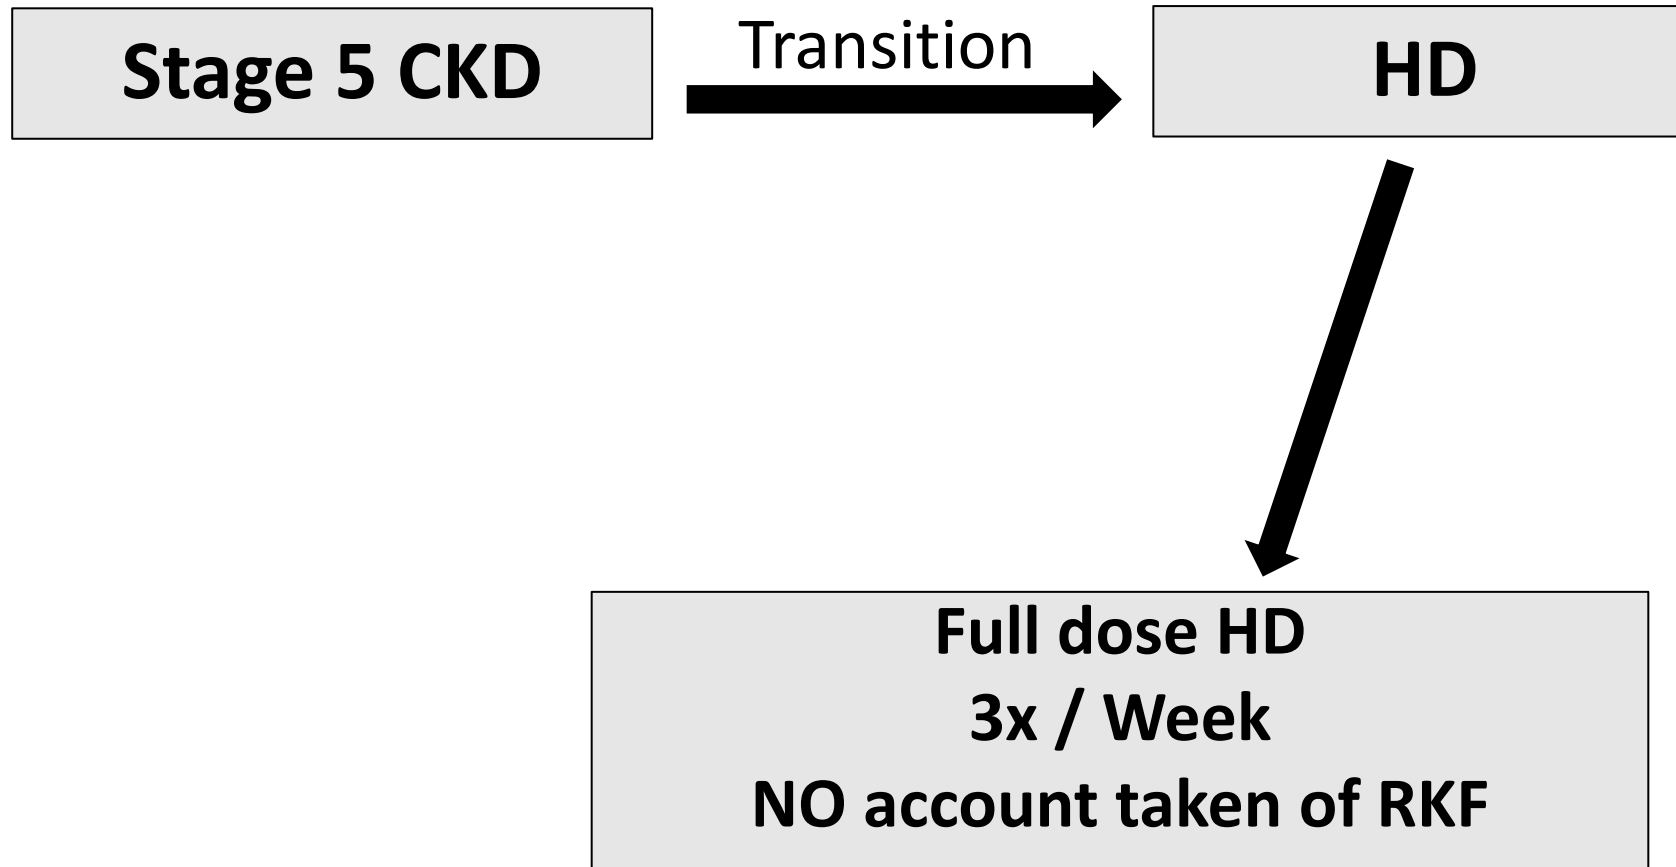 Stage 5 CKD
Transition
HD
Full dose HD
3x / Week
NO account taken of RKF